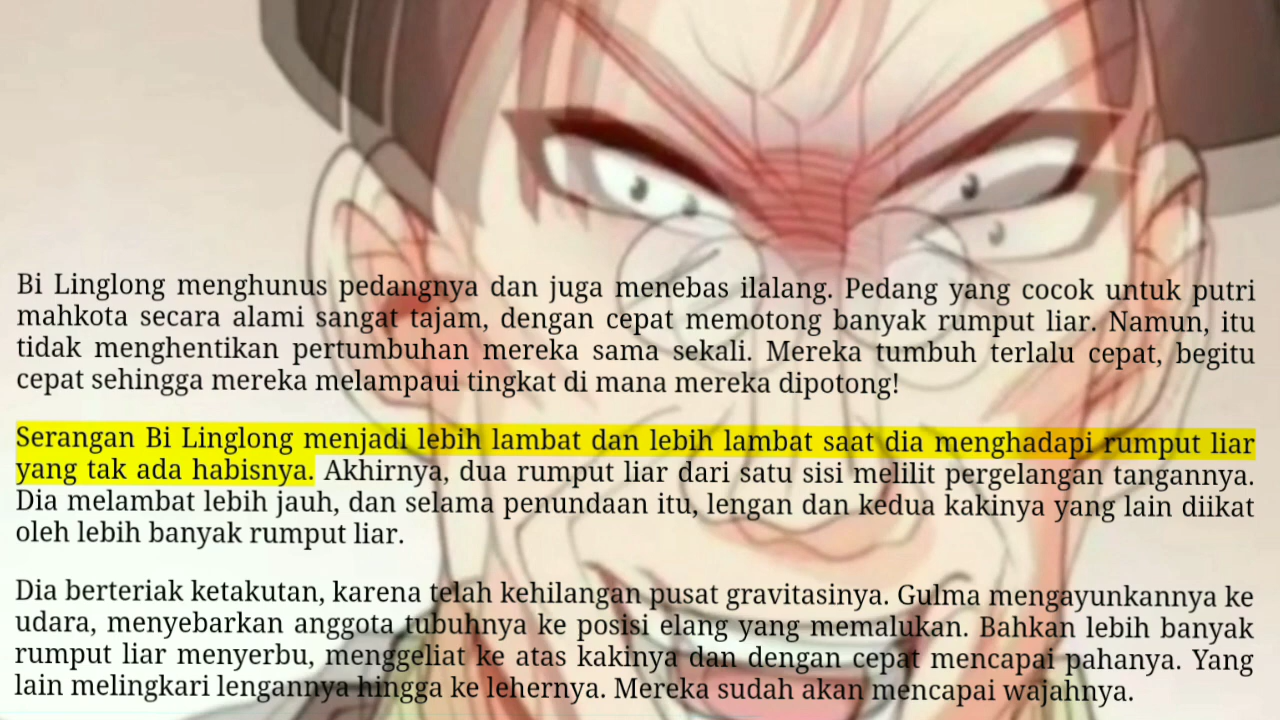 Bi Linglong menghunus pedangnya dan juga menebas ilalang. Pedang yang cocok untuk putri
mahkota secara alami sangat tajam, dengan cepat memotong banyak rumput liar. Namun, itu
tidak menghentikan pertumbuhan mereka sama sekali. Mereka tumbuh terlalu cepat, begitu
cepat sehingga mereka melampaui tingkat di mana mereka dipotong!
Serangan Bi Linglong menjadi lebih lambat dan lebih lambat saat dia menghadapi rumput liar
yang tak ada habisnya. Akhirnya, dua rumput liar dari satu sisi melilit pergelangan tangannya.
Dia melambat lebih jauh, dan selama penundaan itu, lengan dan kedua kakinya yang lain diikat
oleh lebih banyak rumput liar.
Dia berteriak ketakutan, karena telah kehilangan pusat gravitasinya. Gulma mengayunkannya ke
udara, menyebarkan anggota tubuhnya ke posisi elang yang memalukan. Bahkan lebih banyak
rumput liar menyerbu, menggeliat ke atas kakinya dan dengan cepat mencapai pahanya. Yang
lain melingkari lengannya hingga ke lehernya. Mereka sudah akan mencapai wajahnya.